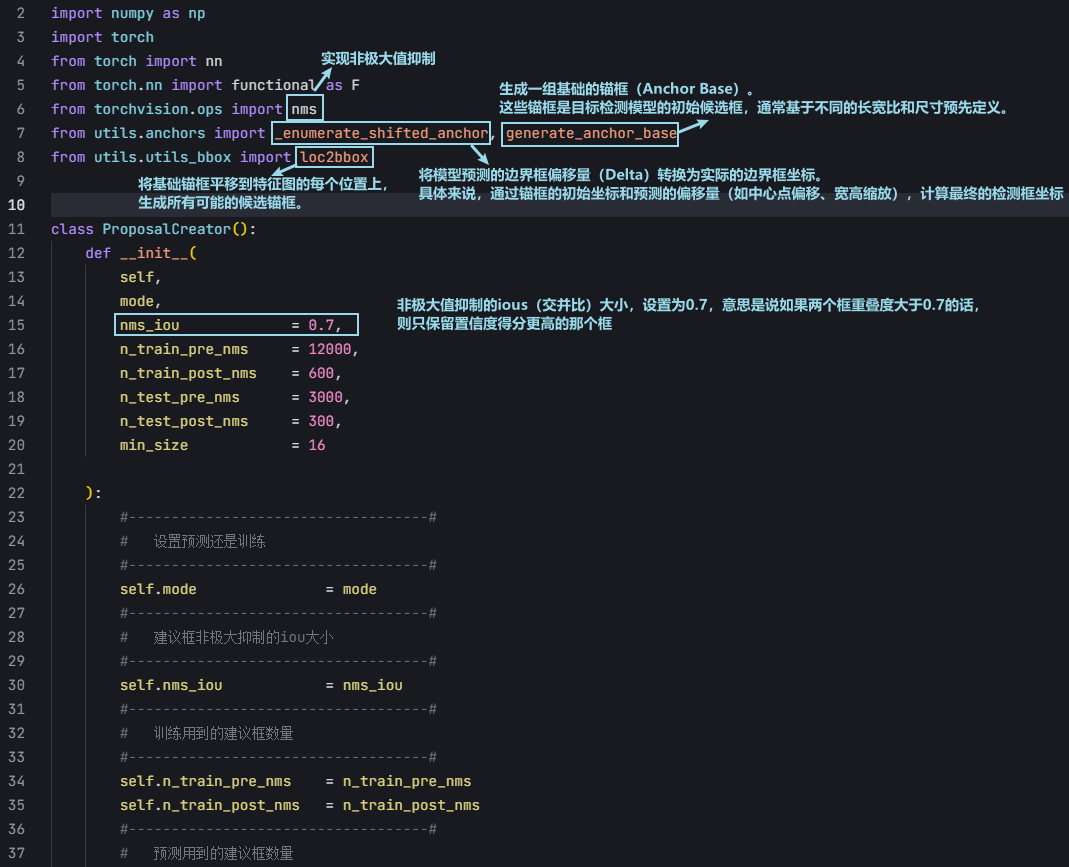 2 import numpy as np
3 import torch
实现非极大值抑制
4 from torch import nn
生成一组基础的锚框（Anchor Base）。
5 from torch.nn import functional as F
这些锚框是目标检测模型的初始候选框，通常基于不同的长宽比和尺寸预先定义。
6 from torchvision.ops import nms
7 from utils.anchors import _enumerate_shifted_anchor, generate_anchor_base
8 from utils.utils_bbox import loc2bbox
将模型预测的边界框偏移量（Delta）转换为实际的边界框坐标。
具体来说，通过锚框的初始坐标和预测的偏移量（如中心点偏移、宽高缩放），计算最终的检测框坐标
9
将基础锚框平移到特征图的每个位置上，
生成所有可能的候选锚框。
10
11 class ProposalCreator():
12 def __init__(
13 self,
14 mode,
非极大值抑制的ious（交并比）大小，设置为0.7，意思是说如果两个框重叠度大于0.7的话，
则只保留置信度得分更高的那个框
15 nms_iou = 0.7,
16 n_train_pre_nms = 12000,
17 n_train_post_nms = 600,
18 n_test_pre_nms = 3000,
19 n_test_post_nms = 300,
20 min_size = 16
21
22 ):
23 #-----------------------------------#
24 # 设置预测还是训练
25 #-----------------------------------#
26 self.mode = mode
27 #-----------------------------------#
28 # 建议框非极大抑制的iou大小
29 #-----------------------------------#
30 self.nms_iou = nms_iou
31 #-----------------------------------#
32 # 训练用到的建议框数量
33 #-----------------------------------#
34 self.n_train_pre_nms = n_train_pre_nms
35 self.n_train_post_nms = n_train_post_nms
36 #-----------------------------------#
37 # 预测用到的建议框数量